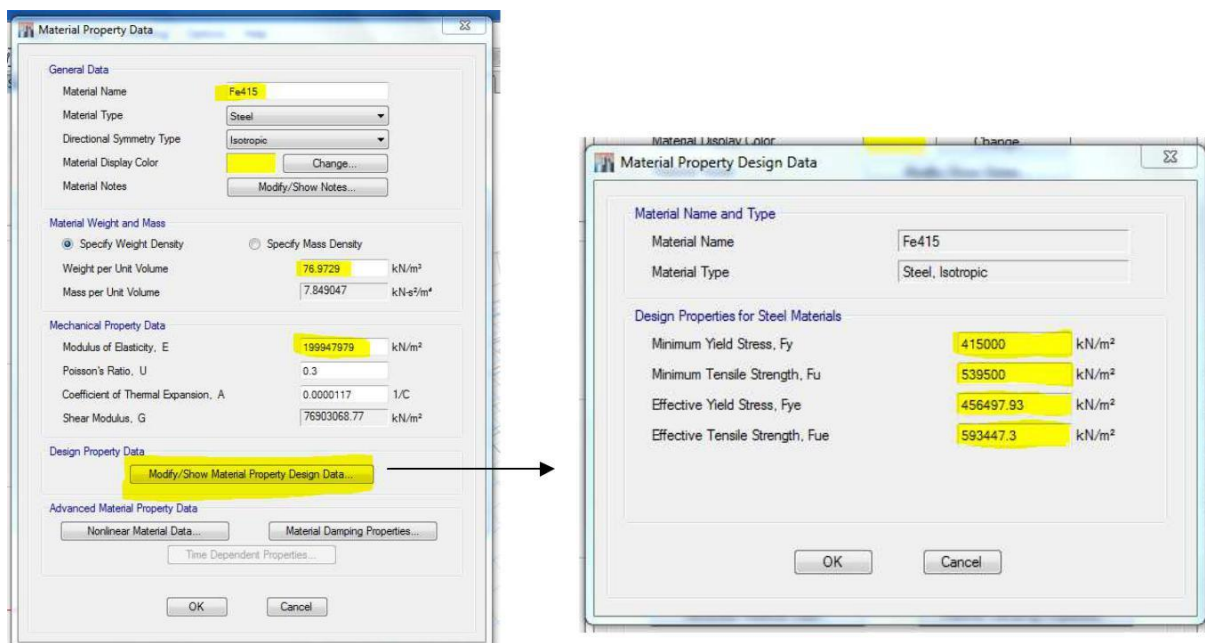 Material Property Data
General Data
Material Name Fe415
Material Type Steel
Directional Symmetry Type Isotropic
Material Display Color Change...
Material Notes Modify/Show Notes...
Material Weight and Mass
Specify Weight Density Specify Mass Density
Weight per Unit Volume 76.9729 kN/m³
Mass per Unit Volume 7.849047 kN-s²/m⁴
Mechanical Property Data
Modulus of Elasticity, E 199947979 kN/m²
Poisson's Ratio, U 0.3
Coefficient of Thermal Expansion, A 0.0000117 1/C
Shear Modulus, G 76903068.77 kN/m²
Design Property Data
Modify/Show Material Property Design Data...
Advanced Material Property Data
Nonlinear Material Data... Material Damping Properties...
Time Dependent Properties...
OK Cancel
Material Display Color Change
Material Property Design Data
Material Name and Type
Material Name Fe415
Material Type Steel, Isotropic
Design Properties for Steel Materials
Minimum Yield Stress, Fy 415000 kN/m²
Minimum Tensile Strength, Fu 539500 kN/m²
Effective Yield Stress, Fye 456497.93 kN/m²
Effective Tensile Strength, Fue 593447.3 kN/m²
OK Cancel